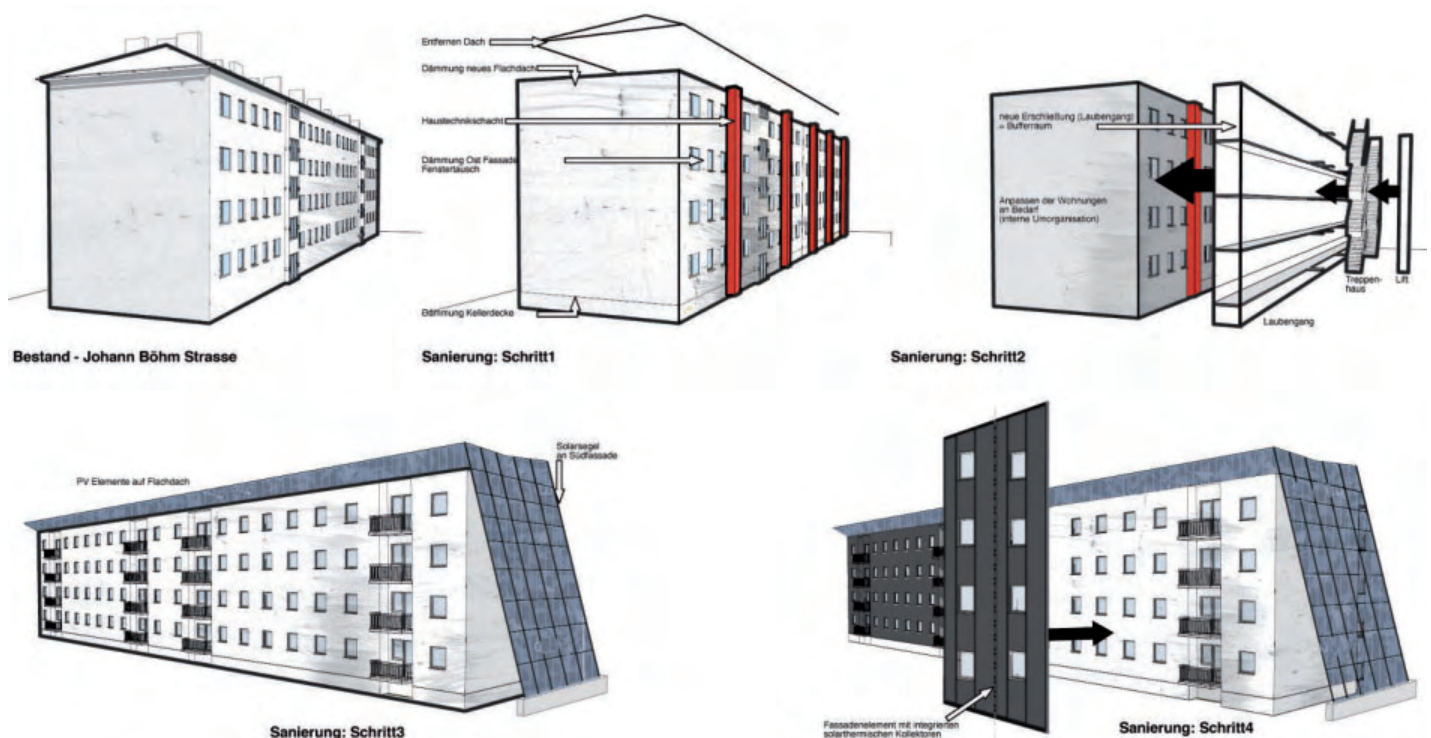 Bestand - Johann Böhm Strasse
Entfernen Dach
Dämmung neues Flachdach
Haustechnikschacht
Dämmung Ost Fassade
Fenstertausch
Dämmung Kellerdecke
Sanierung: Schritt1
neue Erschließung (Laubengang)
= Bufferraum
Anpassen der Wohnungen
an Bedarf
(interne Umorganisation)
Treppen-
haus
Lift
Laubengang
Sanierung: Schritt2
PV Elemente auf Flachdach
Solarsegel
an Südfassade
Sanierung: Schritt3
Fassadenelement mit integrierten
solarthermischen Kollektoren
Sanierung: Schritt4